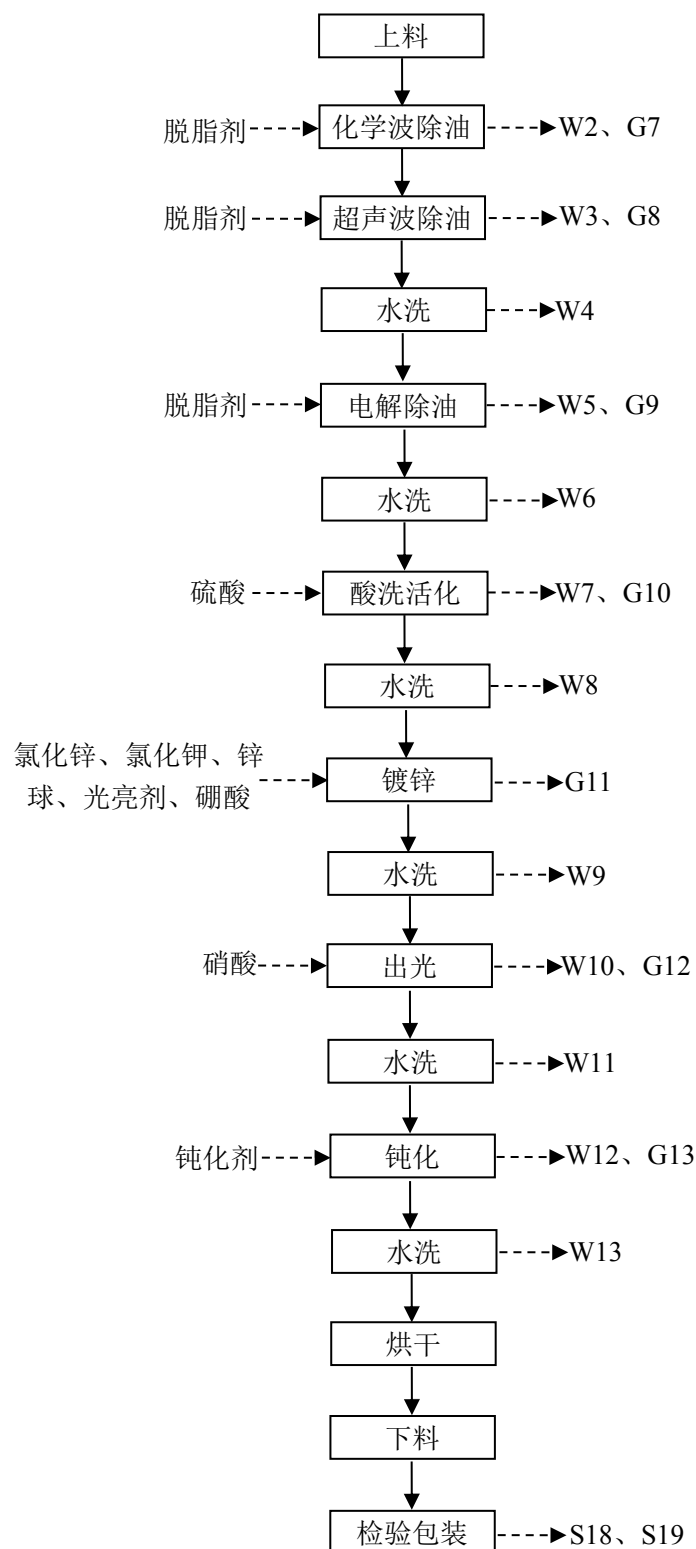 上料
脱脂剂 化学波除油 W2、G7
脱脂剂 超声波除油 W3、G8
水洗 W4
脱脂剂 电解除油 W5、G9
水洗 W6
硫酸 酸洗活化 W7、G10
水洗 W8
氯化锌、氯化钾、锌
球、光亮剂、硼酸
镀锌 G11
水洗 W9
硝酸 出光 W10、G12
水洗 W11
钝化剂 钝化 W12、G13
水洗 W13
烘干
下料
检验包装 S18、S19